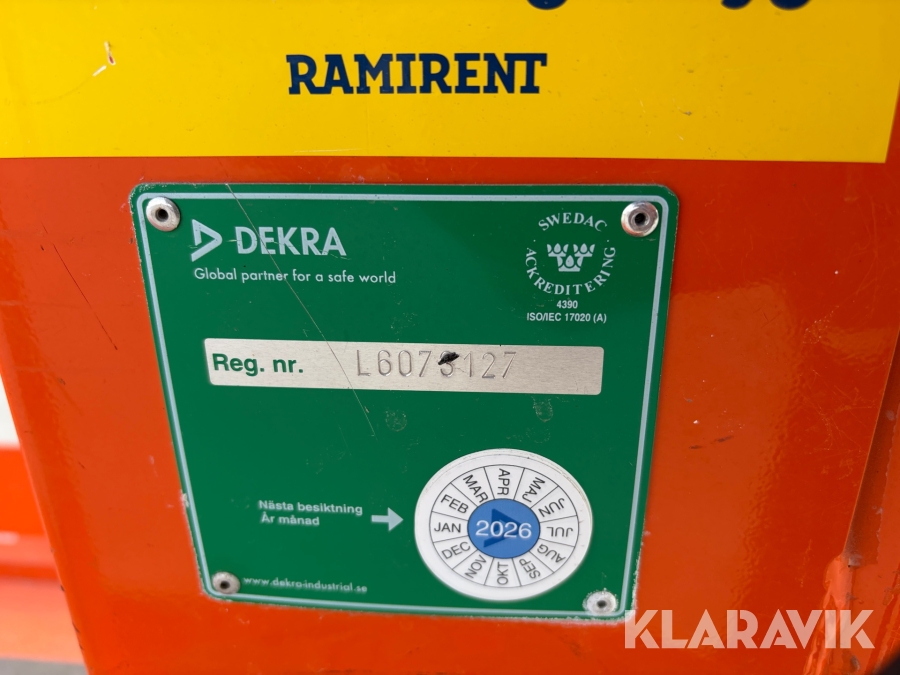 RAMIRENT
DEKRA
Global partner for a safe world
SWEDAC
ACKREDITERING
4390
ISO/IEC 17020 (A)
Reg. nr.
Nästa besiktning
År månad
JAN FEB MAR APR MAJ JUN JUL AUG SEP OKT NOV DEC
2026
www.dekra-industrial.se
KLARAVIK